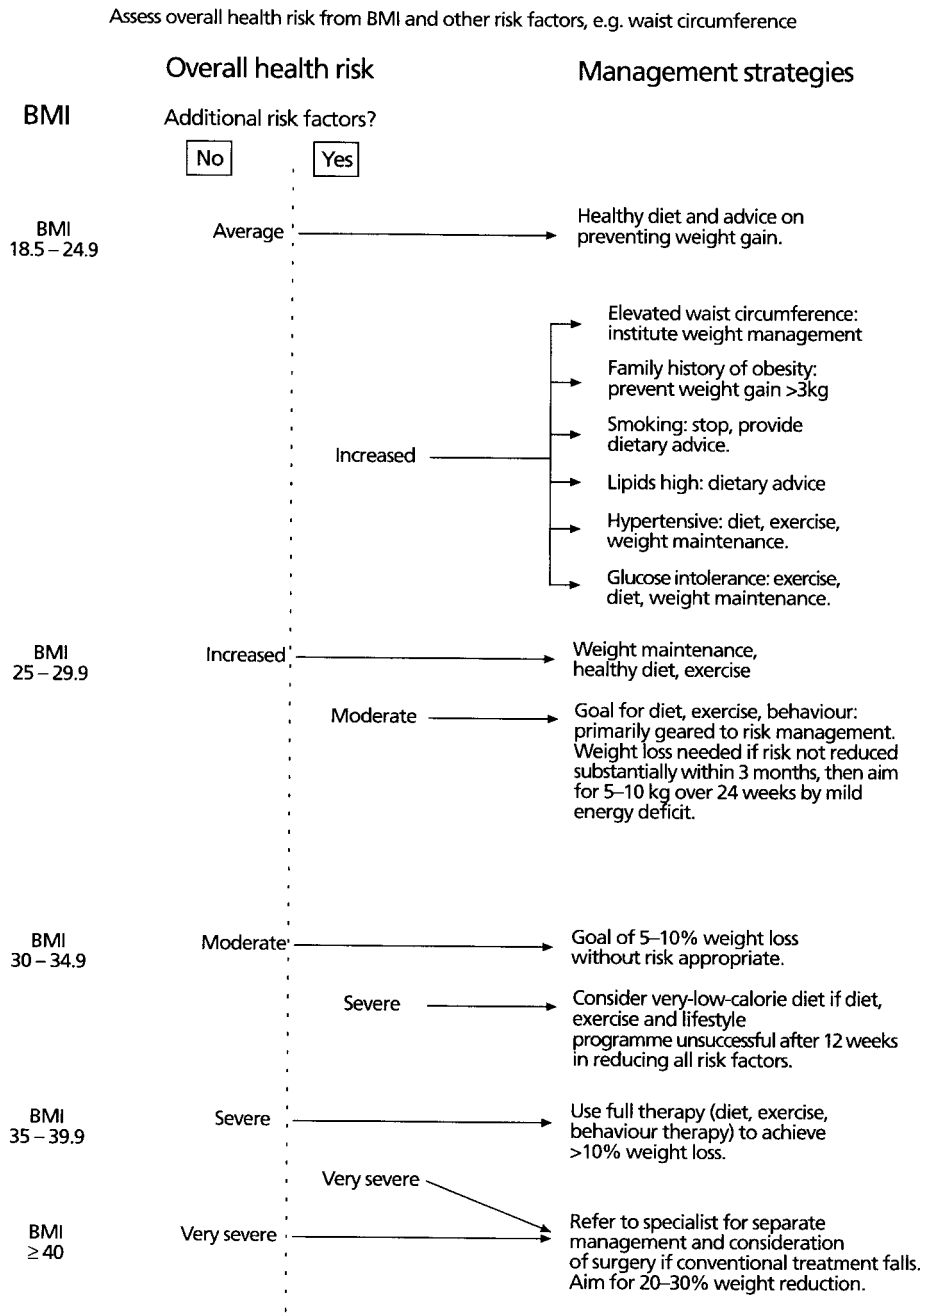 Assess overall health risk from BMI and other risk factors, e.g. waist circumference
Overall health risk
Management strategies
BMI
Additional risk factors?
No
Yes
BMI
18.5 – 24.9
Average
Healthy diet and advice on
preventing weight gain.
Increased
Elevated waist circumference:
institute weight management
Family history of obesity:
prevent weight gain >3kg
Smoking: stop, provide
dietary advice.
Lipids high: dietary advice
Hypertensive: diet, exercise,
weight maintenance.
Glucose intolerance: exercise,
diet, weight maintenance.
BMI
25 – 29.9
Increased
Weight maintenance,
healthy diet, exercise
Moderate
Goal for diet, exercise, behaviour:
primarily geared to risk management.
Weight loss needed if risk not reduced
substantially within 3 months, then aim
for 5–10 kg over 24 weeks by mild
energy deficit.
BMI
30 – 34.9
Moderate
Goal of 5–10% weight loss
without risk appropriate.
Severe
Consider very-low-calorie diet if diet,
exercise and lifestyle
programme unsuccessful after 12 weeks
in reducing all risk factors.
BMI
35 – 39.9
Severe
Use full therapy (diet, exercise,
behaviour therapy) to achieve
>10% weight loss.
Very severe
BMI
≥ 40
Very severe
Refer to specialist for separate
management and consideration
of surgery if conventional treatment falls.
Aim for 20–30% weight reduction.